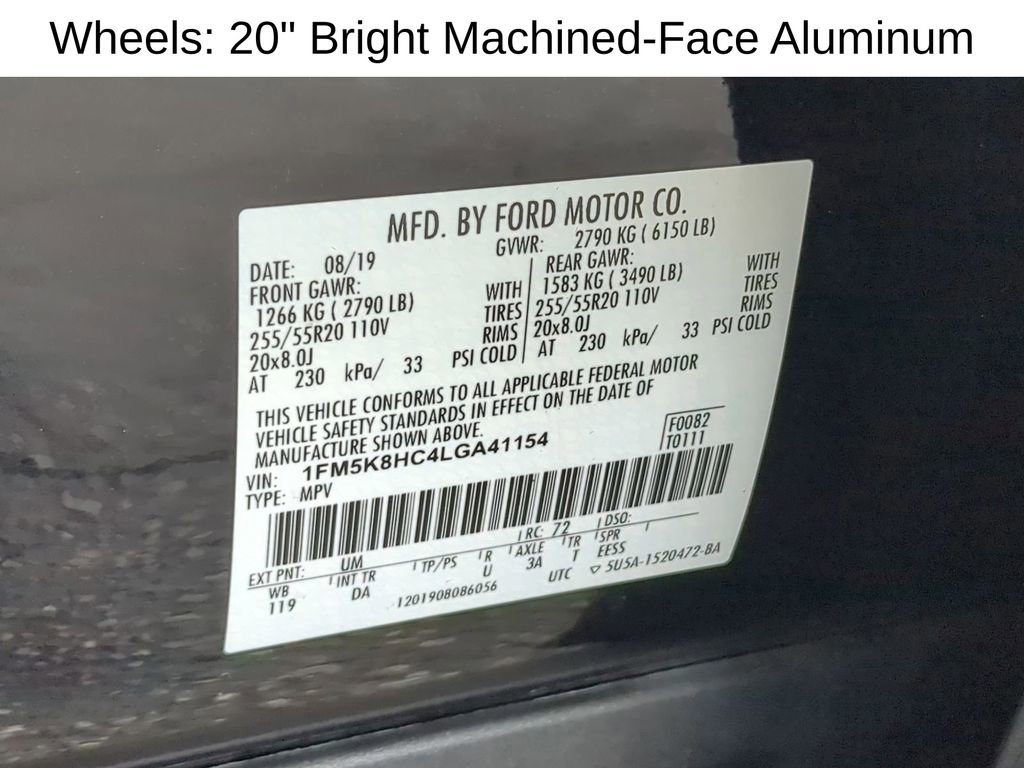 Wheels: 20" Bright Machined-Face Aluminum
MFD. BY FORD MOTOR CO.
DATE: 08/19 GVWR: 2790 KG ( 6150 LB)
FRONT GAWR: REAR GAWR:
1266 KG ( 2790 LB) WITH 1583 KG ( 3490 LB) WITH
255/55R20 110V TIRES 255/55R20 110V TIRES
20x8.0J RIMS 20x8.0J RIMS
AT 230 kPa/ 33 PSI COLD AT 230 kPa/ 33 PSI COLD
THIS VEHICLE CONFORMS TO ALL APPLICABLE FEDERAL MOTOR
VEHICLE SAFETY STANDARDS IN EFFECT ON THE DATE OF
MANUFACTURE SHOWN ABOVE.
VIN: 1FM5K8HC4LGA41154
F0082
TYPE: MPV T0111
EXT PNT: UM RC: 72 DSO:
WB INT TR TP/PS R AXLE TR SPR
119 DA U 3A T EESS
1201908086056 UTC ▽ 5U5A-1520472-BA